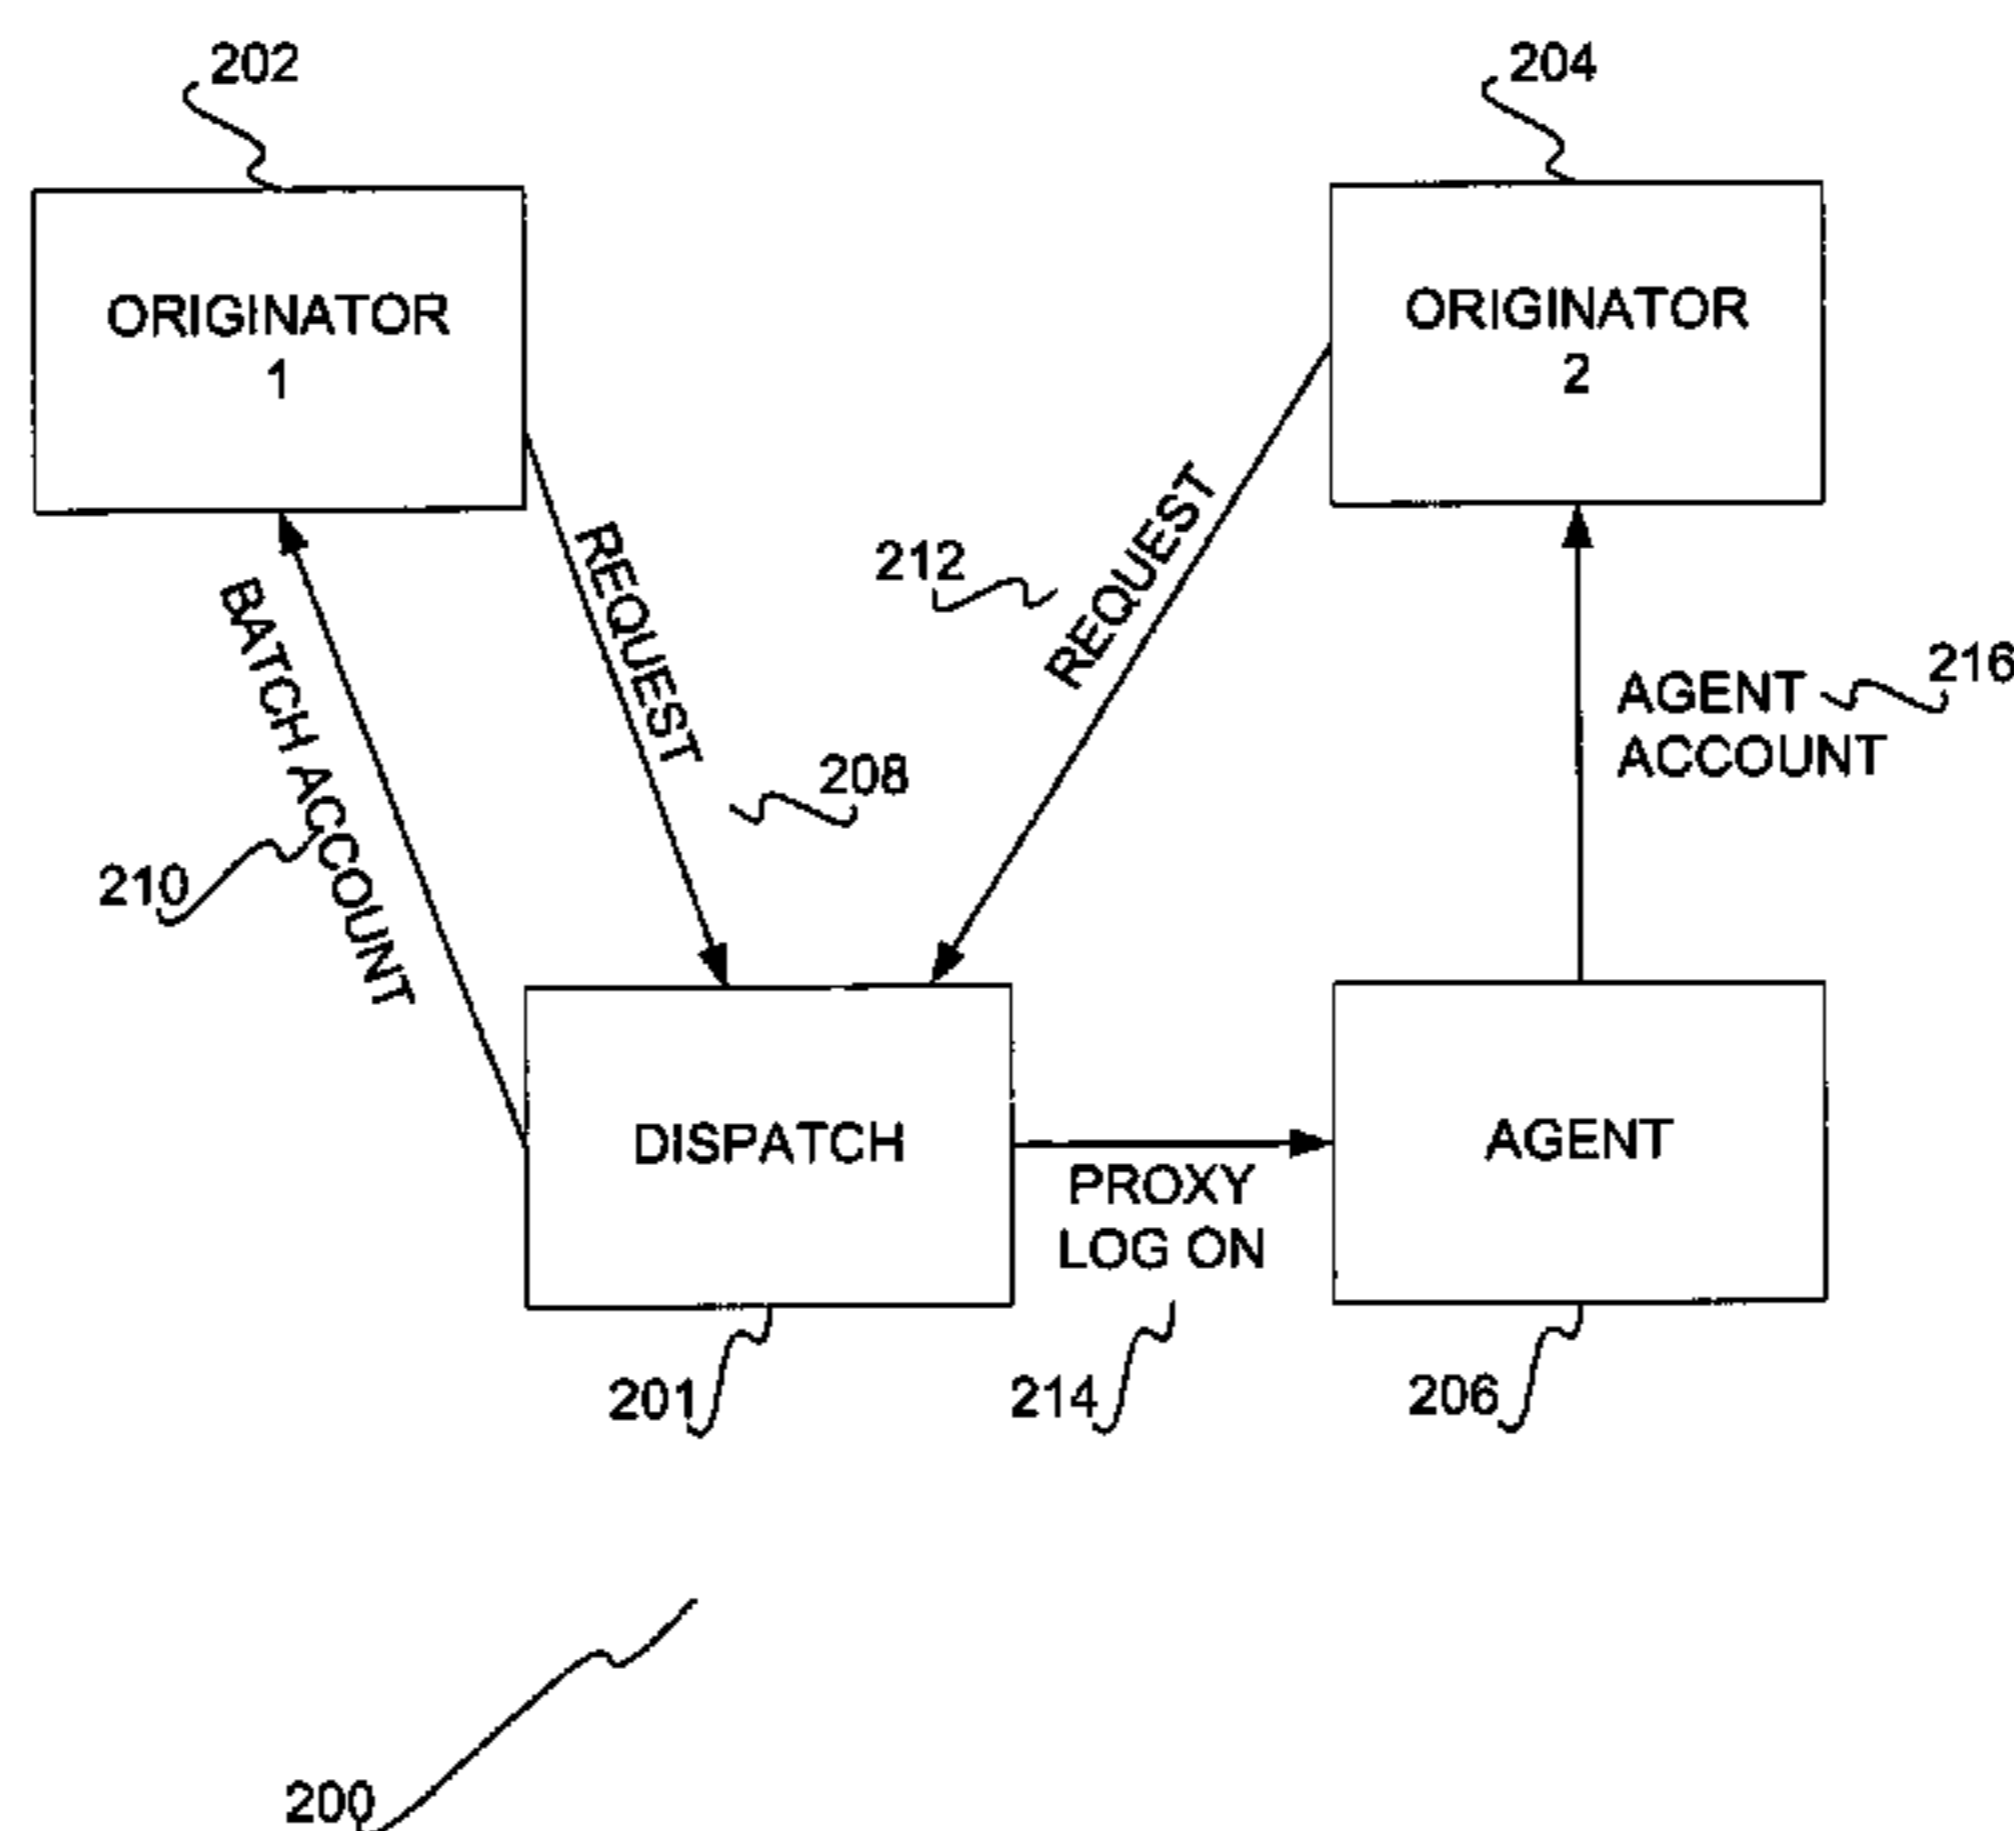 202
204
ORIGINATOR
1
ORIGINATOR
2
REQUEST
212
REQUEST
BATCH ACCOUNT
216
AGENT
ACCOUNT
208
210
DISPATCH
AGENT
PROXY
LOG ON
201
214
206
200